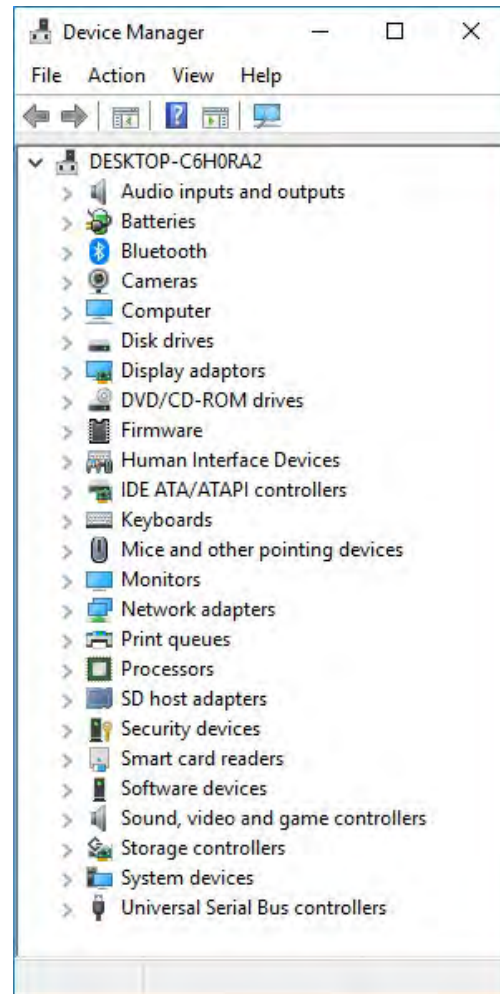 Device Manager
File Action View Help
DESKTOP-C6H0RA2
Audio inputs and outputs
Batteries
Bluetooth
Cameras
Computer
Disk drives
Display adaptors
DVD/CD-ROM drives
Firmware
Human Interface Devices
IDE ATA/ATAPI controllers
Keyboards
Mice and other pointing devices
Monitors
Network adapters
Print queues
Processors
SD host adapters
Security devices
Smart card readers
Software devices
Sound, video and game controllers
Storage controllers
System devices
Universal Serial Bus controllers